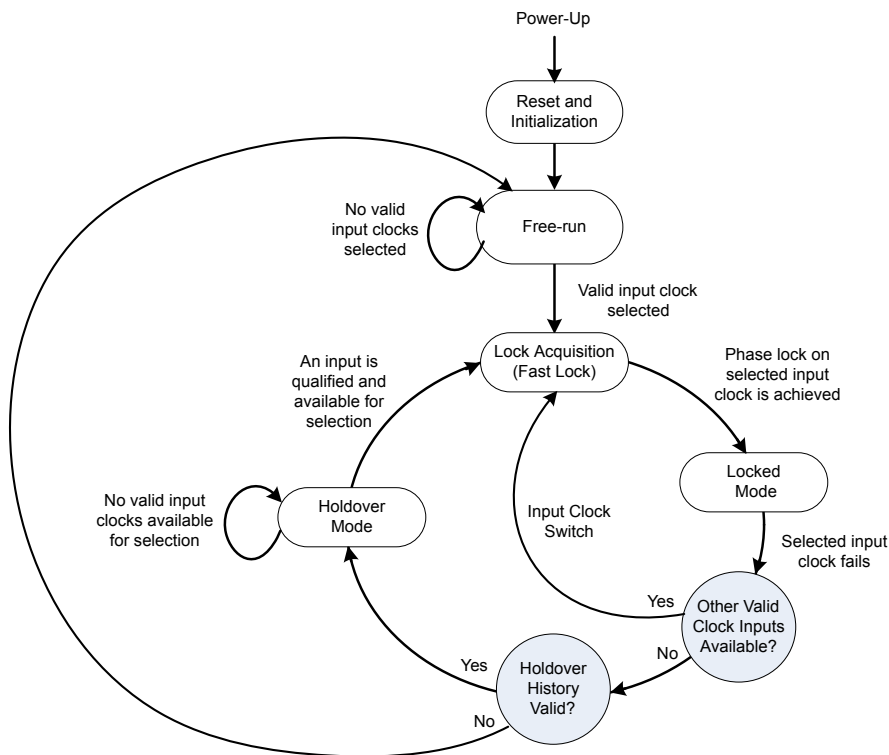 Power-Up
Reset and
Initialization
No valid
input clocks
selected
Free-run
Valid input clock
selected
An input is
qualified and
available for
selection
Lock Acquisition
(Fast Lock)
Phase lock on
selected input
clock is achieved
No valid input
clocks available
for selection
Holdover
Mode
Input Clock
Switch
Locked
Mode
Selected input
clock fails
Yes
Other Valid
Clock Inputs
Available?
No
Yes
Holdover
History
Valid?
No